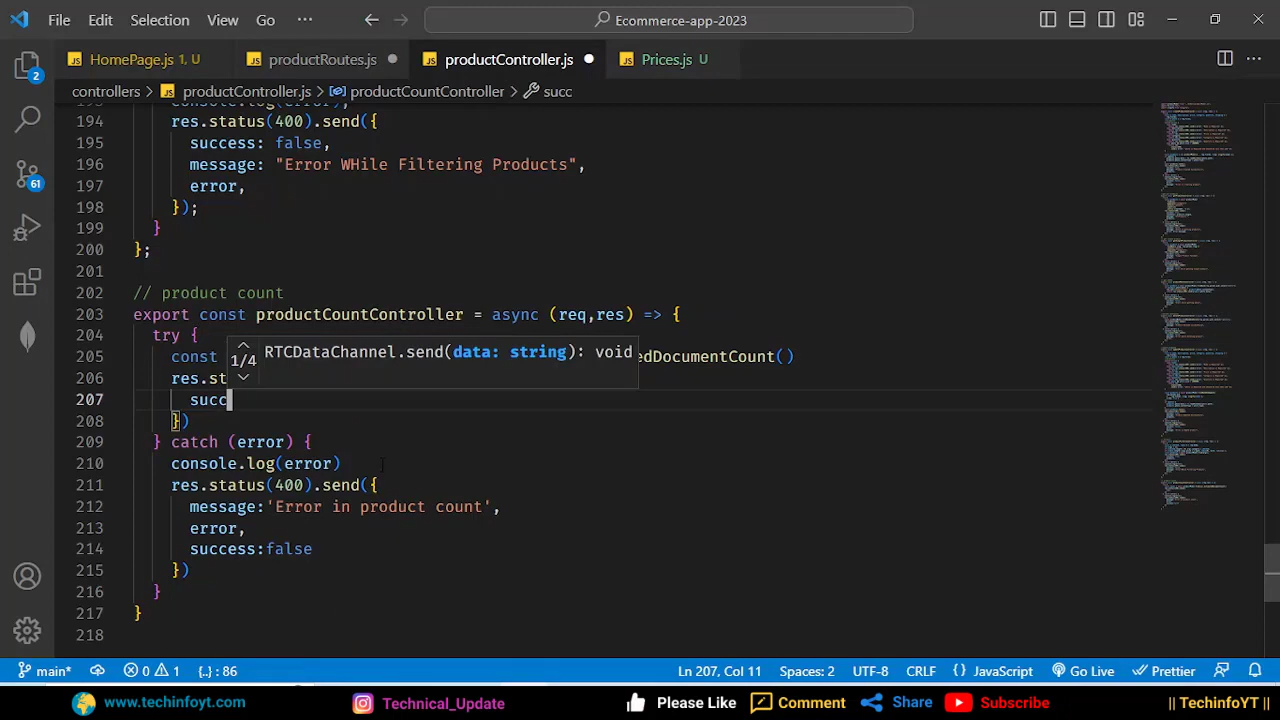 File Edit Selection View Go ··· Ecommerce-app-2023
HomePage.js 1, U productRoutes.js productController.js Prices.js U
controllers > productController.js > productCountController > succ
193 console.log(error);
194 res.status(400).send({
195 success: false,
196 message: "Error While Filtering Products",
197 error,
198 });
199 }
200 };
201
202 // product count
203 export const productCountController = async (req,res) => {
204 try {
205 const edDocumentCount()
1/4 RTCDataChannel.send(data: string): void
206 res.st
207 succ
208 })
209 } catch (error) {
210 console.log(error)
211 res.status(400).send({
212 message:'Error in product count',
213 error,
214 success:false
215 })
216 }
217 }
218
2
61
main* 0 1 {..} : 86 Ln 207, Col 11 Spaces: 2 UTF-8 CRLF {} JavaScript Go Live Prettier
www.techinfoyt.com Technical_Update Please Like Comment Share Subscribe || TechinfoYT ||